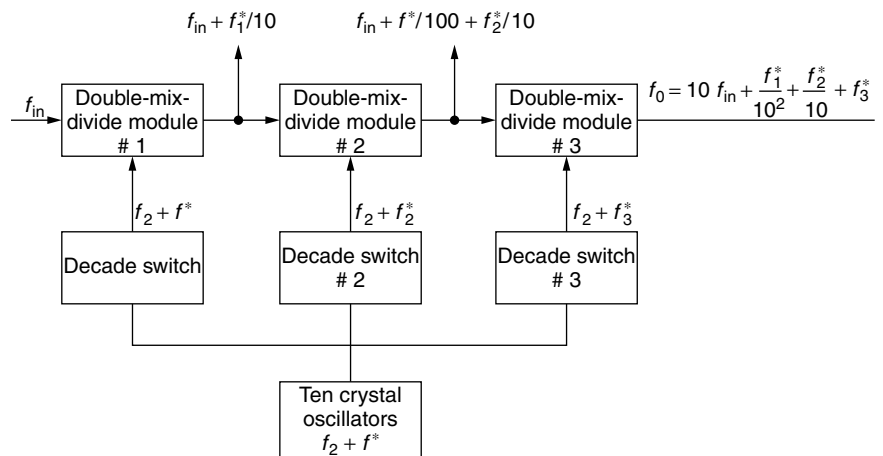 f_in + f_1^*/10
f_in + f^*/100 + f_2^*/10
f_in
Double-mix-
divide module
# 1
Double-mix-
divide module
# 2
Double-mix-
divide module
# 3
f_0 = 10 f_in + f_1^*/10^2 + f_2^*/10 + f_3^*
f_2 + f^*
f_2 + f_2^*
f_2 + f_3^*
Decade switch
Decade switch
# 2
Decade switch
# 3
Ten crystal
oscillators
f_2 + f^*